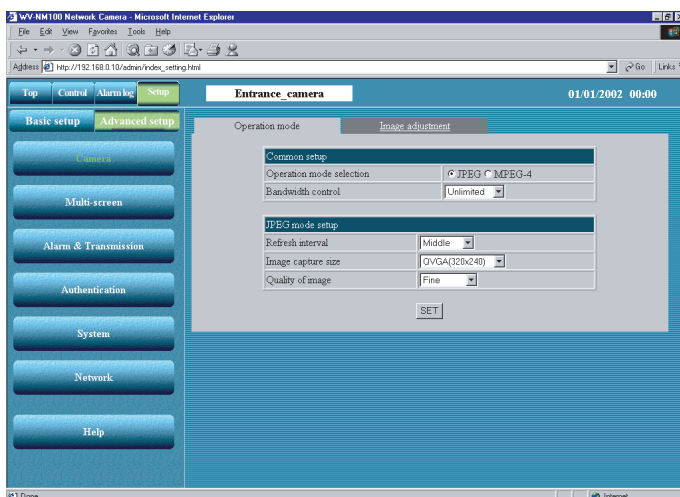 WV-NM100 Network Camera - Microsoft Internet Explorer
File Edit View Favorites Tools Help
Address http://192.168.0.10/admin/index_setting.html Go Links
Top Control Alarm log Setup Entrance_camera 01/01/2002 00:00
Basic setup Advanced setup
Operation mode Image adjustment
Camera
Multi-screen
Alarm & Transmission
Authentication
System
Network
Help
Common setup
Operation mode selection JPEG MPEG-4
Bandwidth control Unlimited
JPEG mode setup
Refresh interval Middle
Image capture size QVGA(320x240)
Quality of image Fine
SET
Done Internet